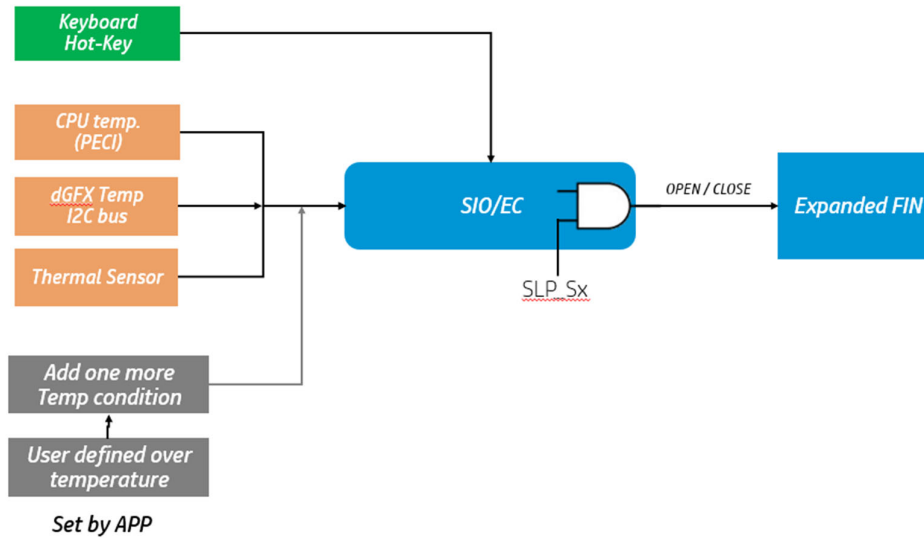 Keyboard
Hot-Key
CPU temp.
(PECI)
dGFX Temp
I2C bus
Thermal Sensor
SIO/EC
OPEN / CLOSE
Expanded FIN
SLP_Sx
Add one more
Temp condition
User defined over
temperature
Set by APP